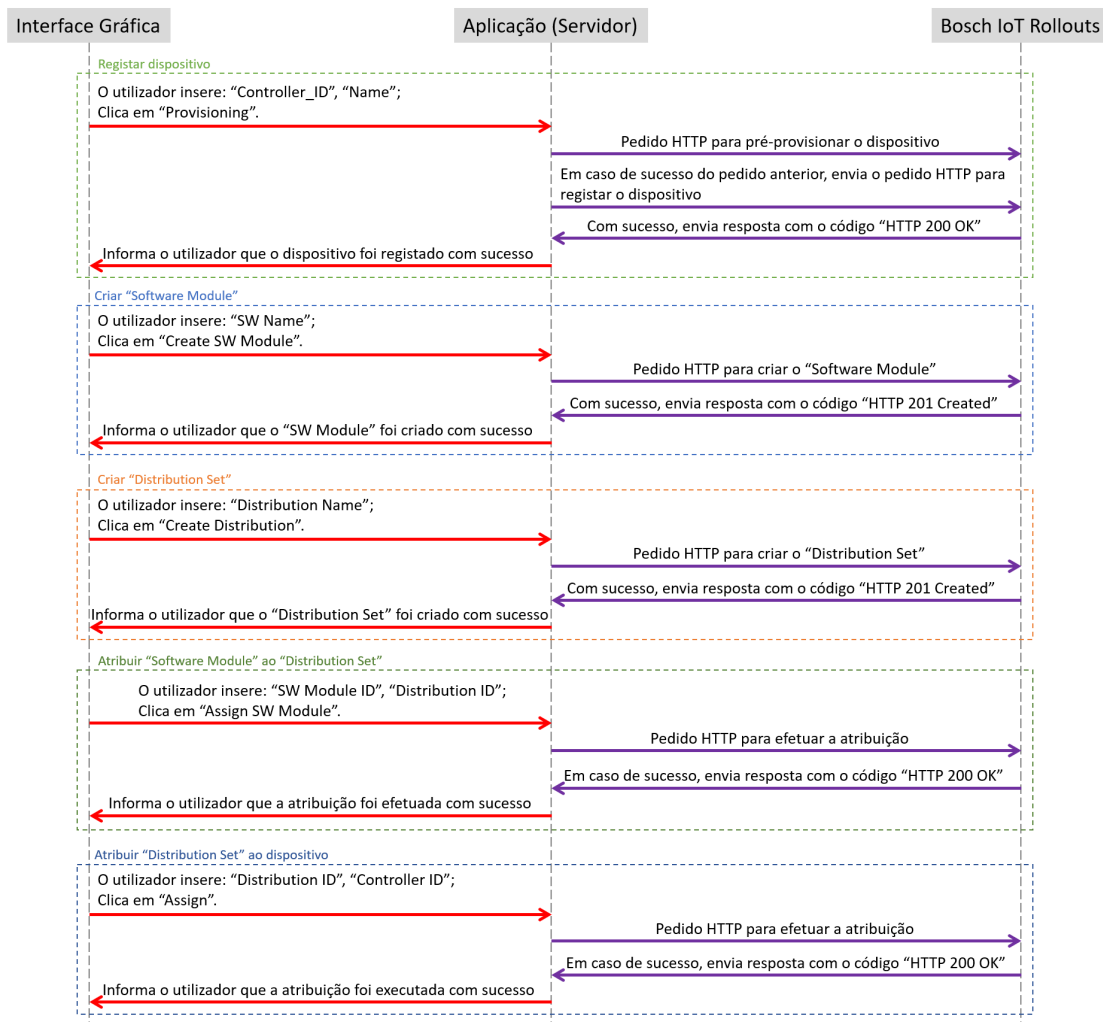 Interface Gráfica
Aplicação (Servidor)
Bosch IoT Rollouts
Registar dispositivo
O utilizador insere: “Controller_ID”, “Name”;
Clica em “Provisioning”.
Pedido HTTP para pré-provisionar o dispositivo
Em caso de sucesso do pedido anterior, envia o pedido HTTP para
registar o dispositivo
Com sucesso, envia resposta com o código “HTTP 200 OK”
Informa o utilizador que o dispositivo foi registado com sucesso
Criar “Software Module”
O utilizador insere: “SW Name”;
Clica em “Create SW Module”.
Pedido HTTP para criar o “Software Module”
Com sucesso, envia resposta com o código “HTTP 201 Created”
Informa o utilizador que o “SW Module” foi criado com sucesso
Criar “Distribution Set”
O utilizador insere: “Distribution Name”;
Clica em “Create Distribution”.
Pedido HTTP para criar o “Distribution Set”
Com sucesso, envia resposta com o código “HTTP 201 Created”
Informa o utilizador que o “Distribution Set” foi criado com sucesso
Atribuir “Software Module” ao “Distribution Set”
O utilizador insere: “SW Module ID”, “Distribution ID”;
Clica em “Assign SW Module”.
Pedido HTTP para efetuar a atribuição
Em caso de sucesso, envia resposta com o código “HTTP 200 OK”
Informa o utilizador que a atribuição foi efetuada com sucesso
Atribuir “Distribution Set” ao dispositivo
O utilizador insere: “Distribution ID”, “Controller ID”;
Clica em “Assign”.
Pedido HTTP para efetuar a atribuição
Em caso de sucesso, envia resposta com o código “HTTP 200 OK”
Informa o utilizador que a atribuição foi executada com sucesso